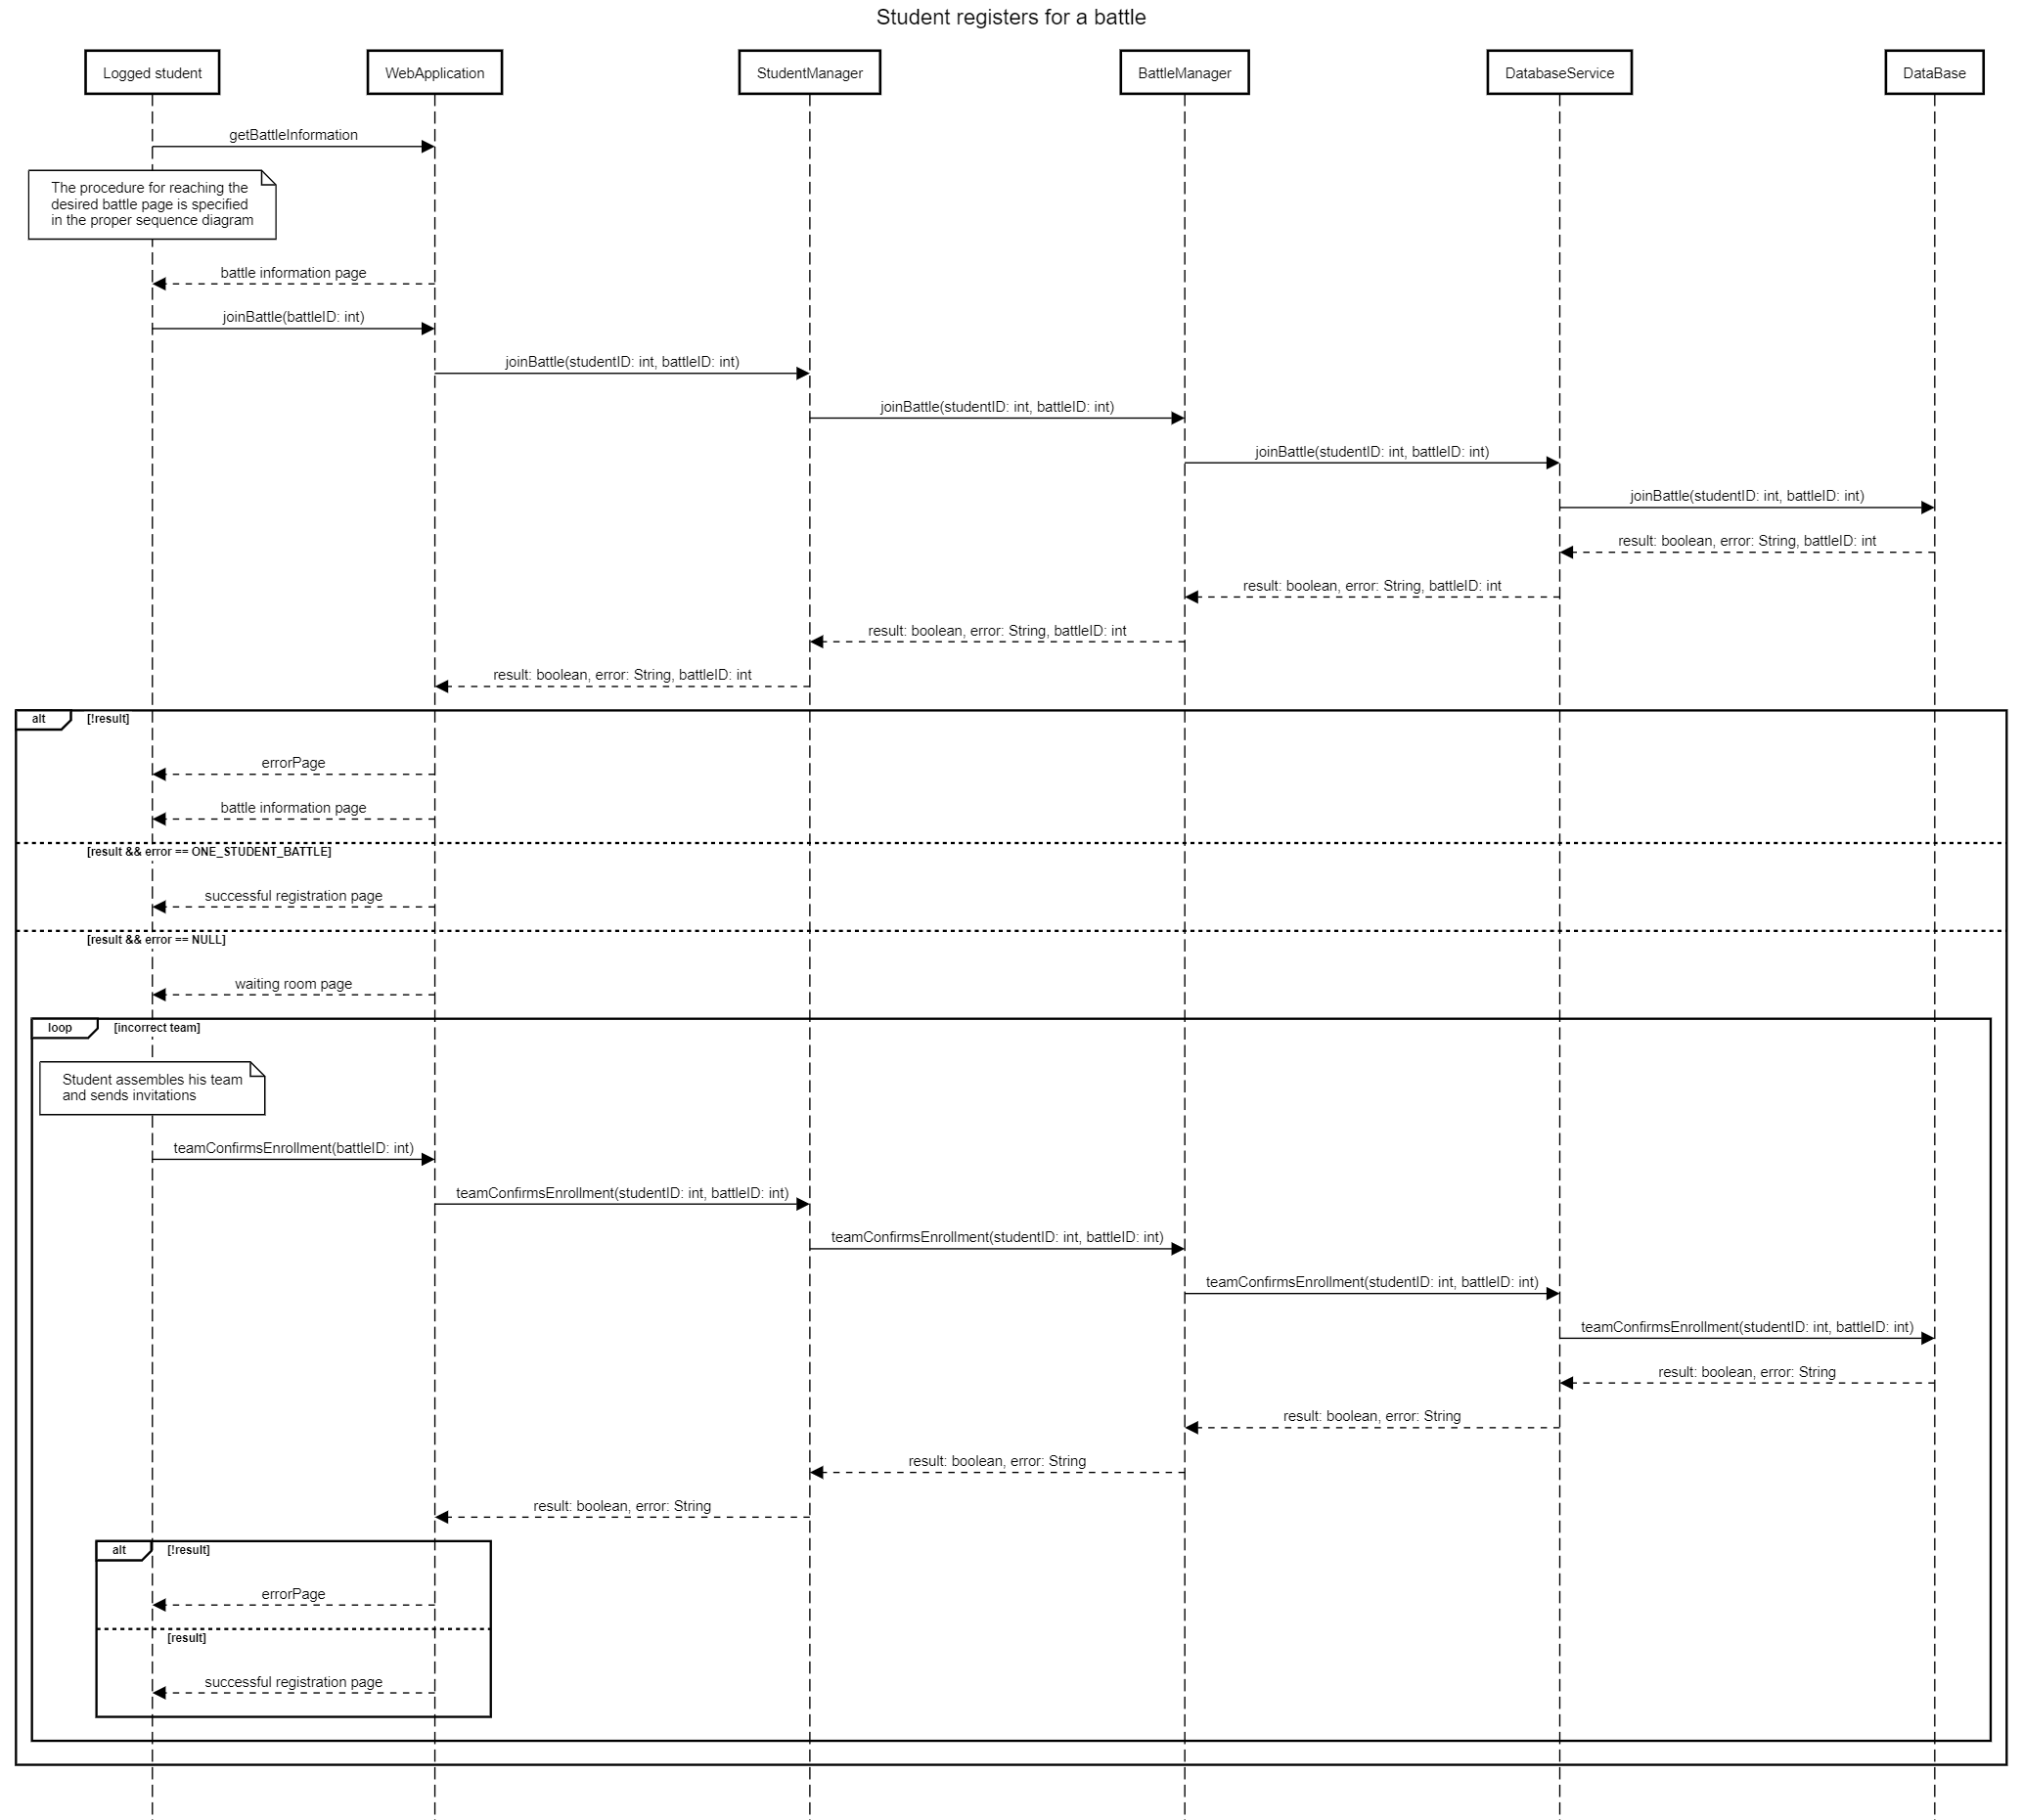 Student registers for a battle
Logged student
WebApplication
StudentManager
BattleManager
DatabaseService
DataBase
getBattleInformation
The procedure for reaching the
desired battle page is specified
in the proper sequence diagram
battle information page
joinBattle(battleID: int)
joinBattle(studentID: int, battleID: int)
joinBattle(studentID: int, battleID: int)
joinBattle(studentID: int, battleID: int)
joinBattle(studentID: int, battleID: int)
result: boolean, error: String, battleID: int
result: boolean, error: String, battleID: int
result: boolean, error: String, battleID: int
result: boolean, error: String, battleID: int
alt [!result]
errorPage
battle information page
[result && error == ONE_STUDENT_BATTLE]
successful registration page
[result && error == NULL]
waiting room page
loop [incorrect team]
Student assembles his team
and sends invitations
teamConfirmsEnrollment(battleID: int)
teamConfirmsEnrollment(studentID: int, battleID: int)
teamConfirmsEnrollment(studentID: int, battleID: int)
teamConfirmsEnrollment(studentID: int, battleID: int)
teamConfirmsEnrollment(studentID: int, battleID: int)
result: boolean, error: String
result: boolean, error: String
result: boolean, error: String
result: boolean, error: String
alt [!result]
errorPage
[result]
successful registration page